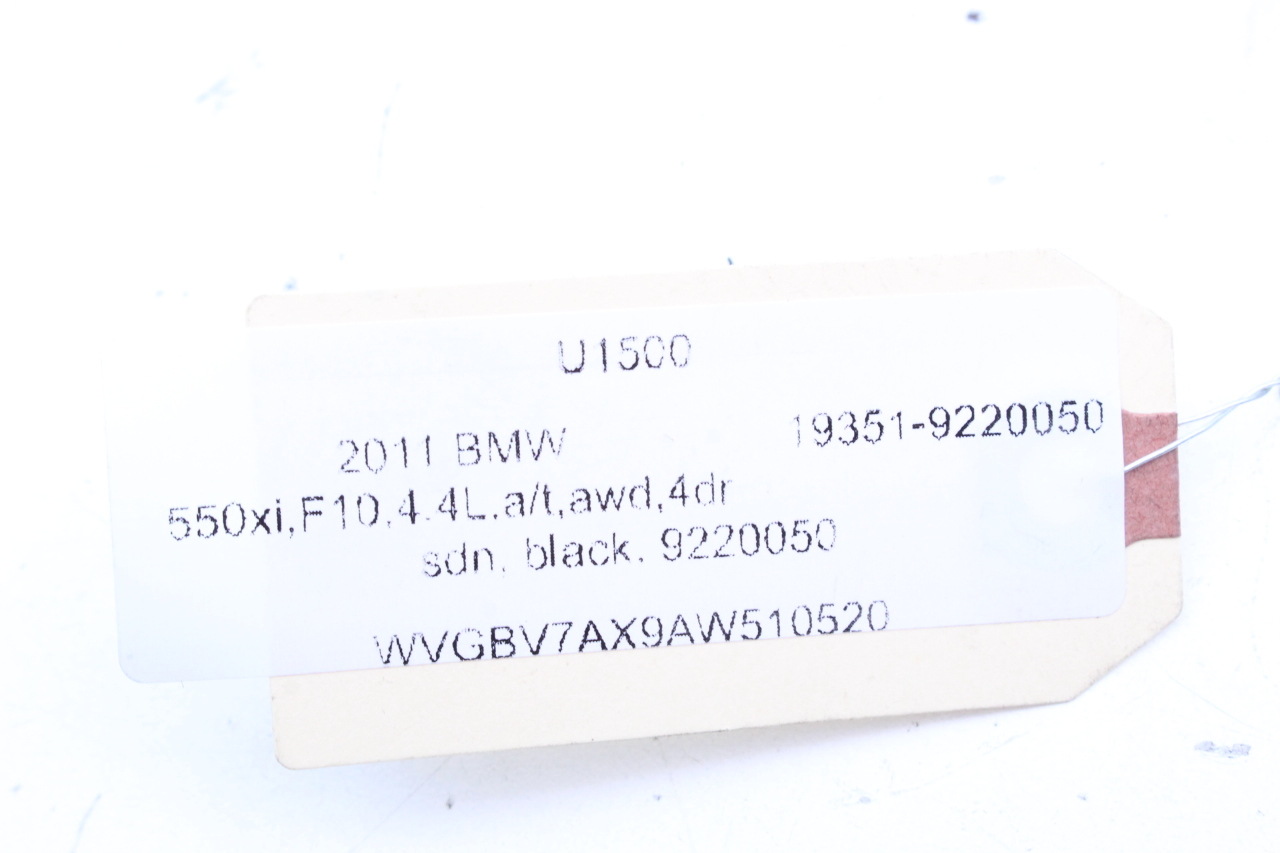 U1500
2011 BMW 19351-9220050
550xi,F10,4.4L,a/t,awd,4dr
sdn, black, 9220050
WVGBV7AX9AW510520